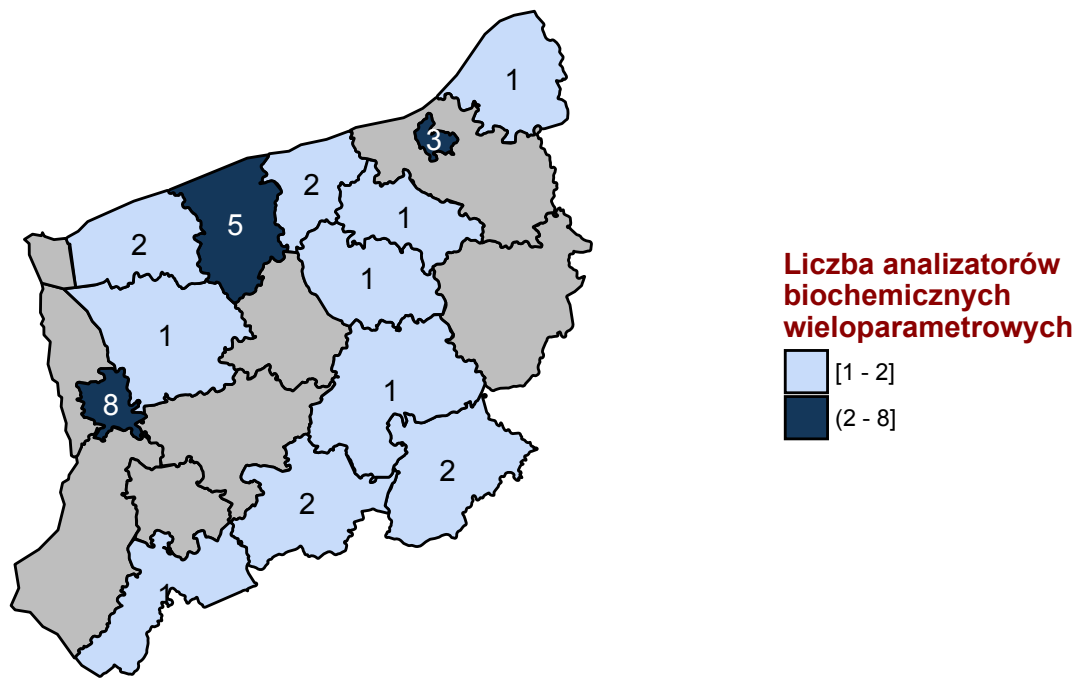 1
3
2
1
5
2
1
1
1
8
2
2
1
Liczba analizatorów
biochemicznych
wieloparametrowych
[1 - 2]
(2 - 8]